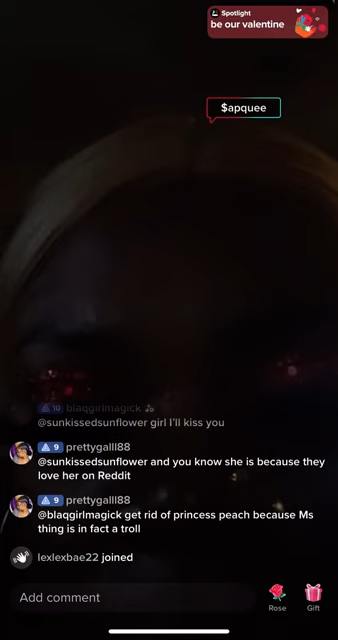 Spotlight
be our valentine
$apquee
10 blaqgirlmagick
@sunkissedsunflower girl I'll kiss you
9 prettygalll88
@sunkissedsunflower and you know she is because they
love her on Reddit
9 prettygalll88
@blaqgirlmagick get rid of princess peach because Ms
thing is in fact a troll
lexlexbae22 joined
Add comment
Rose
Gift